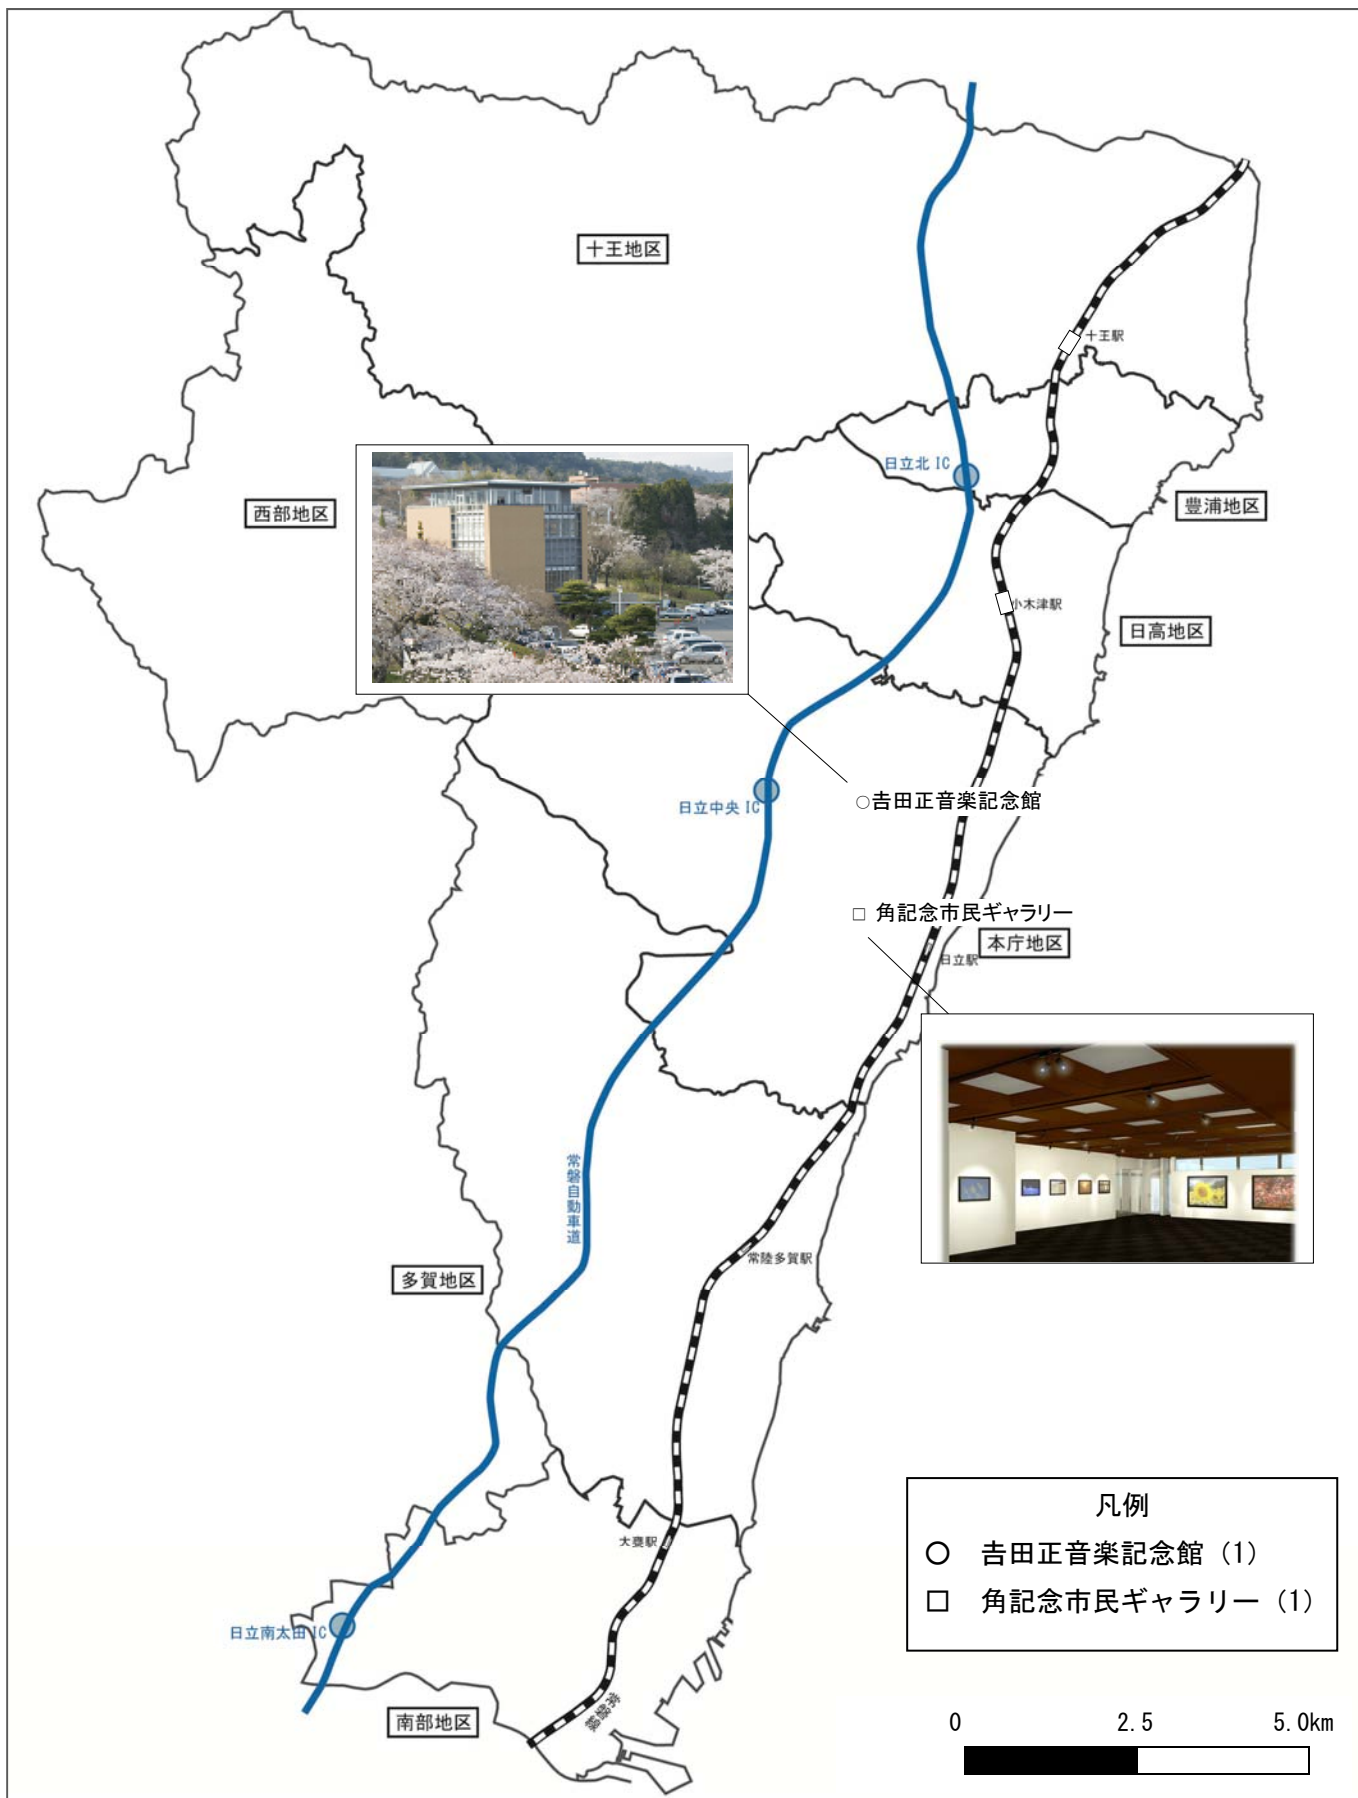 十王地区
十王駅
日立北 IC
西部地区
豊浦地区
小木津駅
日高地区
日立中央 IC
○吉田正音楽記念館
□ 角記念市民ギャラリー
本庁地区
日立駅
常磐自動車道
常陸多賀駅
多賀地区
凡例
○ 吉田正音楽記念館 (1)
□ 角記念市民ギャラリー (1)
大甕駅
日立南太田 IC
常磐線
南部地区
0 2.5 5.0km